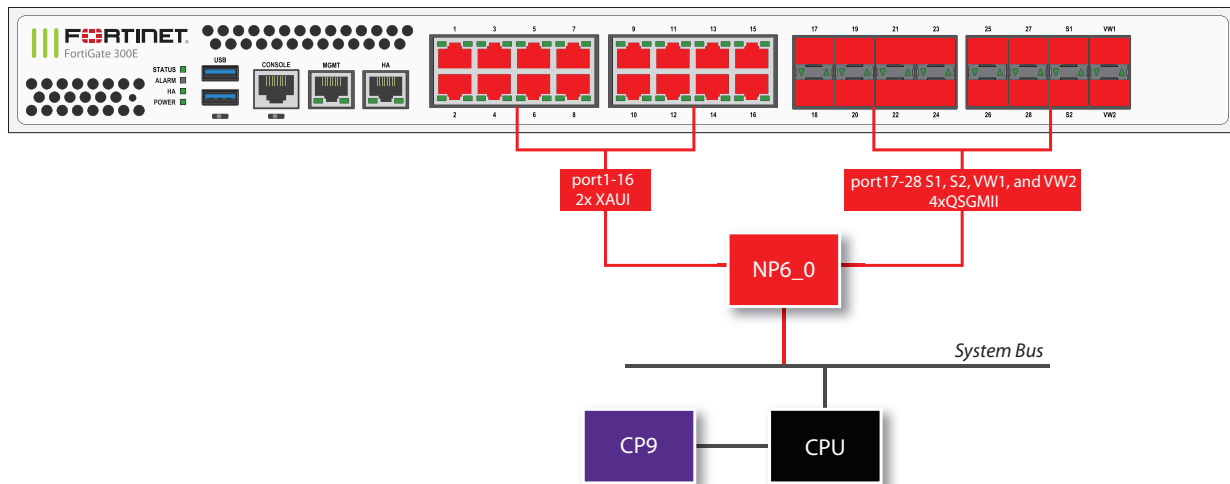 FORTINET
FortiGate 300E
STATUS
ALARM
HA
POWER
USB
CONSOLE
MGMT
HA
1 3 5 7
2 4 6 8
9 11 13 15
10 12 14 16
17 19 21 23
18 20 22 24
25 27 S1 VW1
26 28 S2 VW2
port1-16
2x XAUI
port17-28 S1, S2, VW1, and VW2
4xQSGMII
NP6_0
System Bus
CP9
CPU